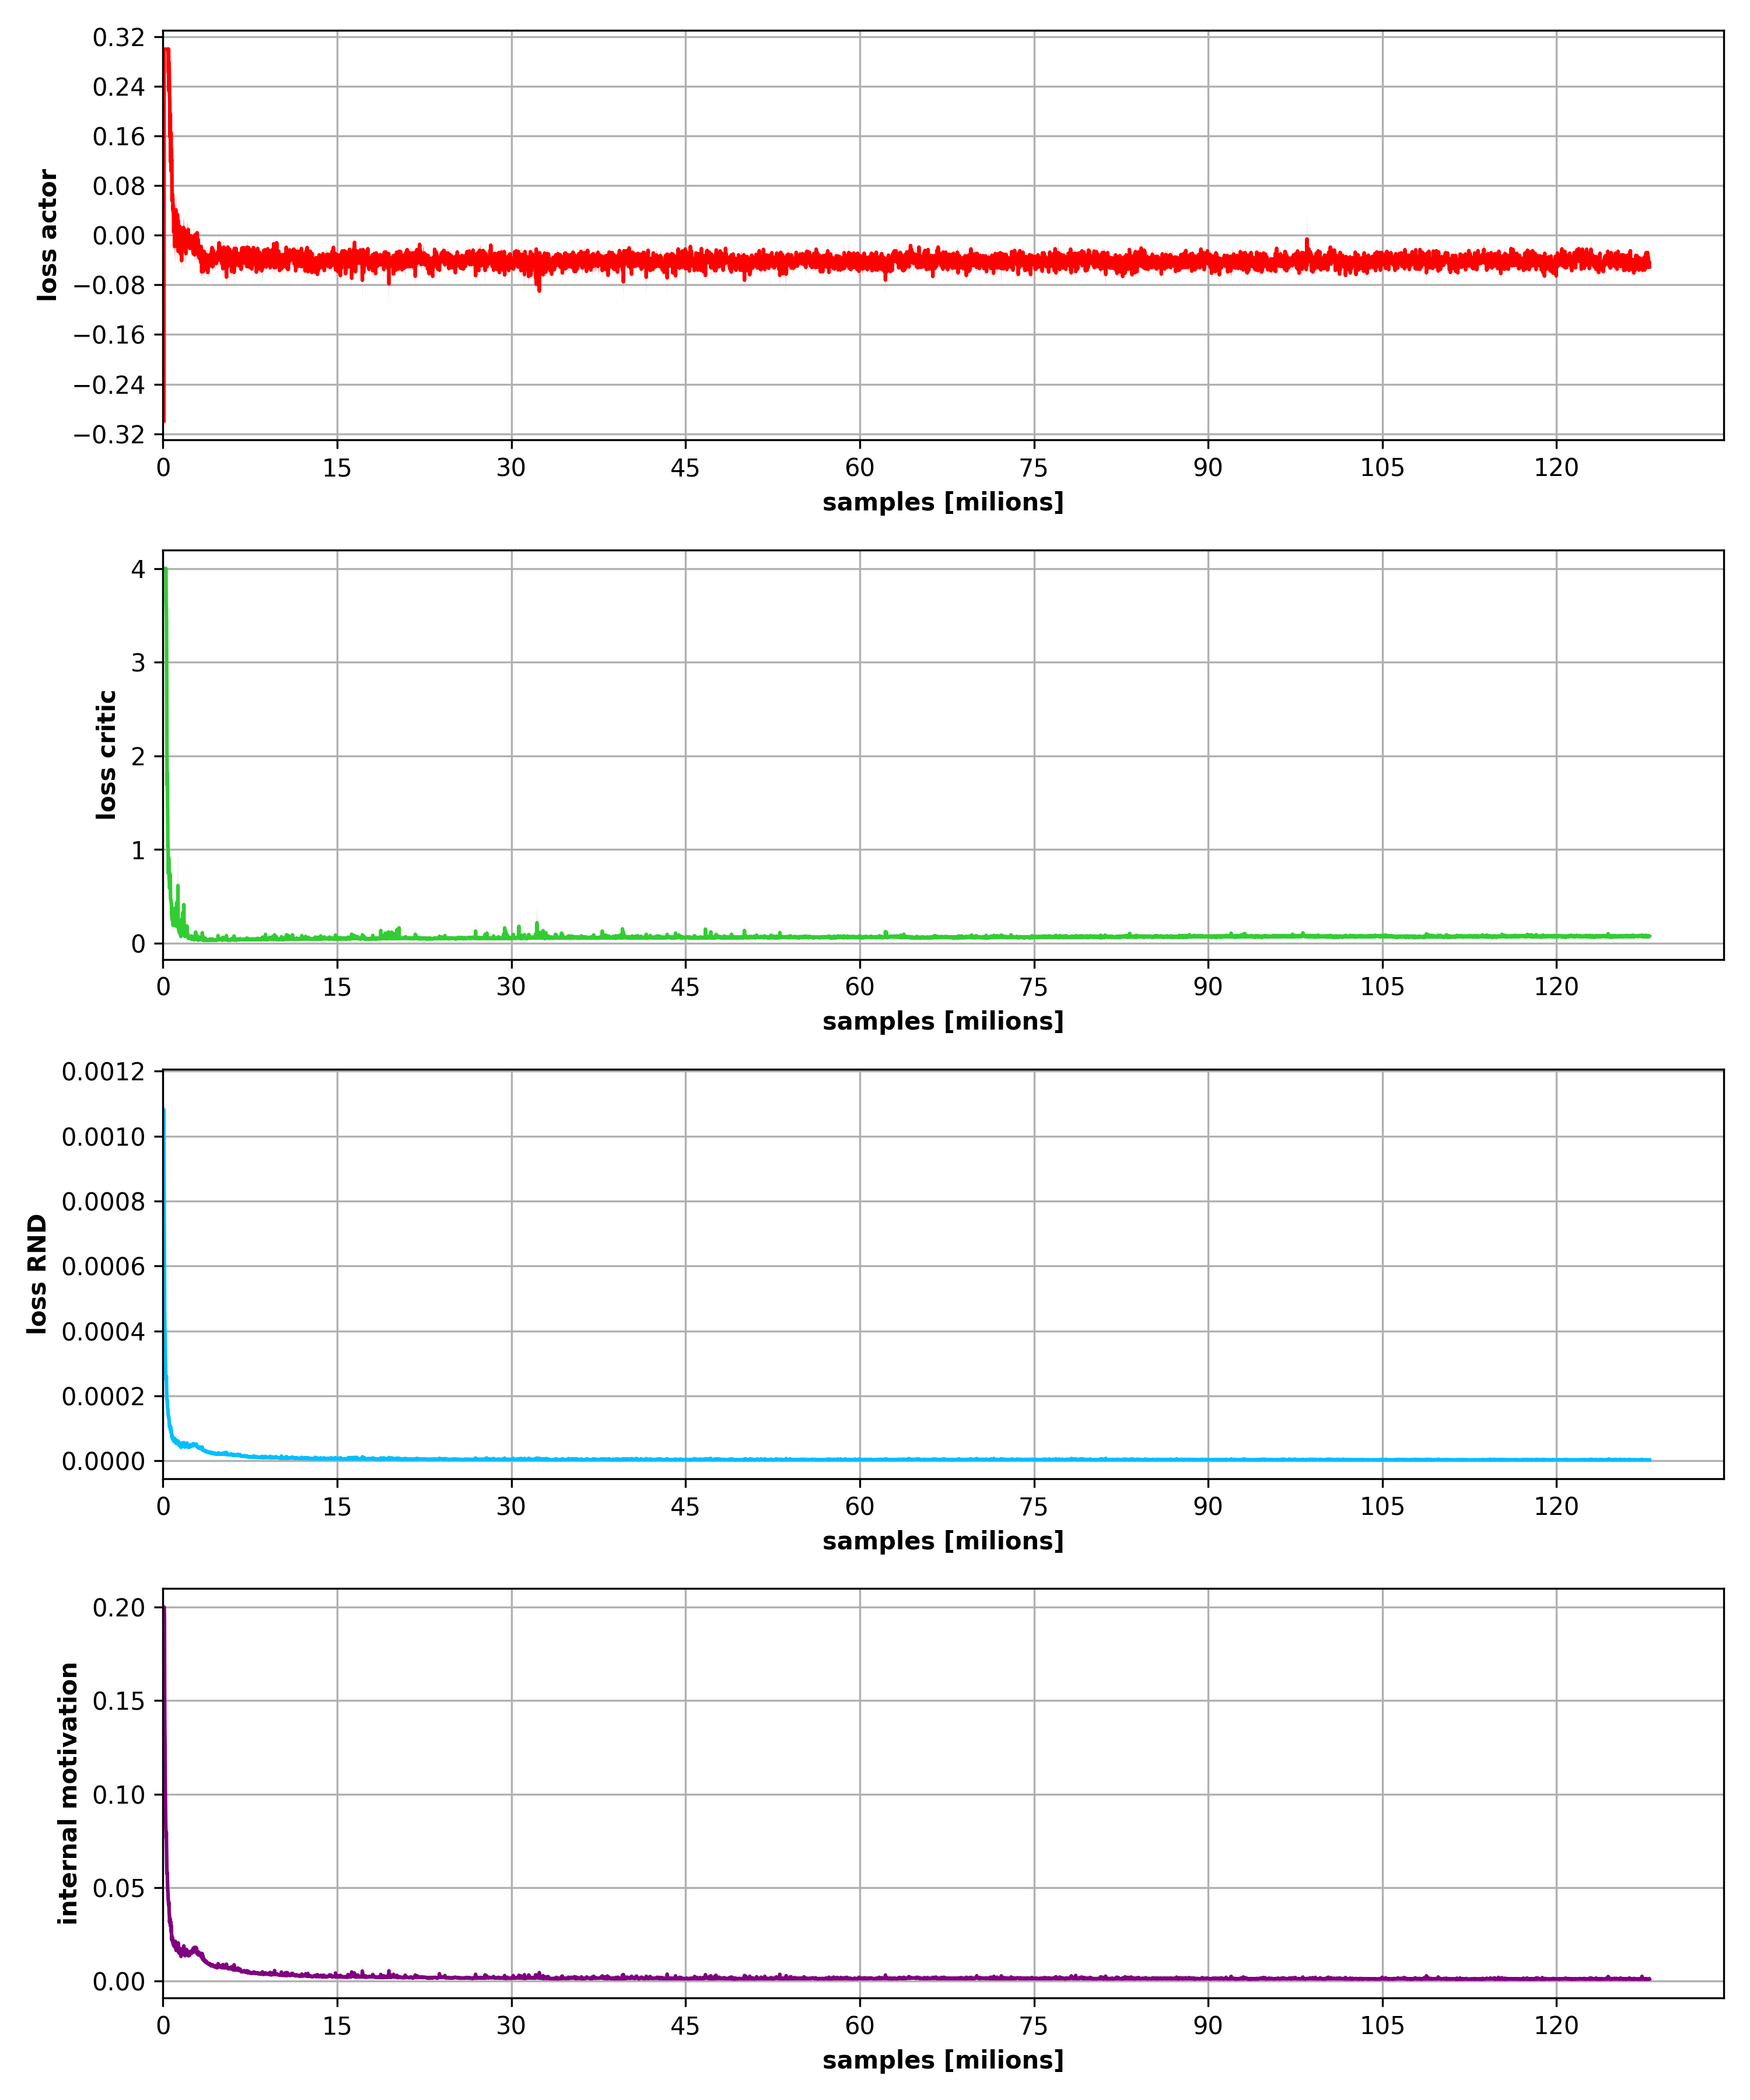 0.32
0.24
0.16
0.08
0.00
−0.08
−0.16
−0.24
−0.32
loss actor
0 15 30 45 60 75 90 105 120
samples [milions]
4
3
2
1
0
loss critic
0 15 30 45 60 75 90 105 120
samples [milions]
0.0012
0.0010
0.0008
0.0006
0.0004
0.0002
0.0000
loss RND
0 15 30 45 60 75 90 105 120
samples [milions]
0.20
0.15
0.10
0.05
0.00
internal motivation
0 15 30 45 60 75 90 105 120
samples [milions]